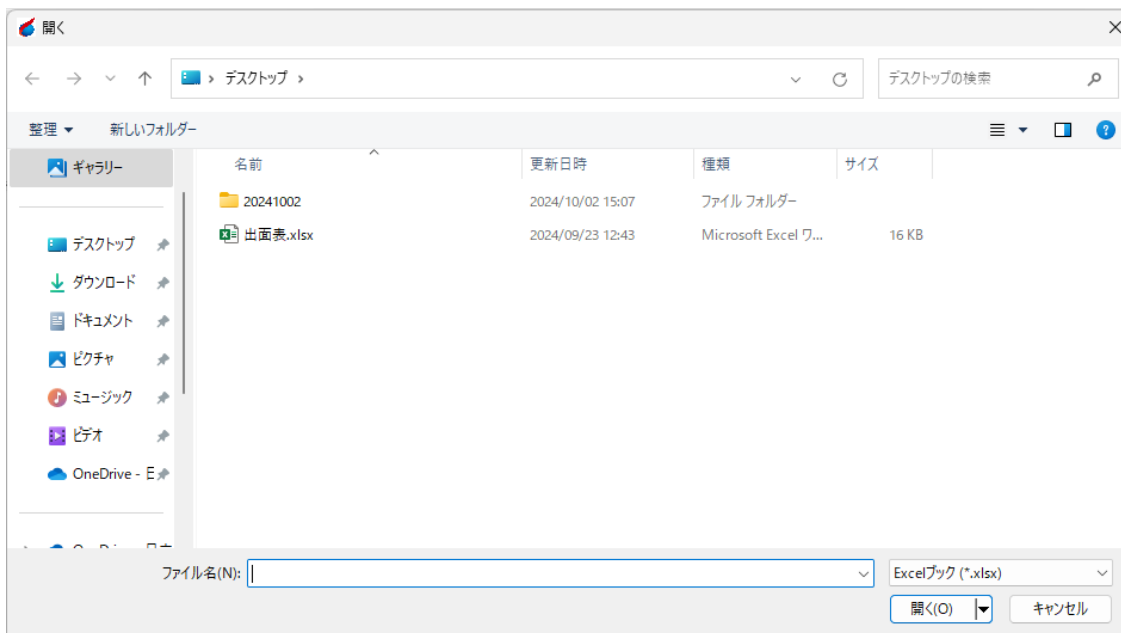 開く
デスクトップ
デスクトップの検索
整理
新しいフォルダー
ギャラリー
名前
更新日時
種類
サイズ
20241002
2024/10/02 15:07
ファイル フォルダー
出面表.xlsx
2024/09/23 12:43
Microsoft Excel ワ...
16 KB
デスクトップ
ダウンロード
ドキュメント
ピクチャ
ミュージック
ビデオ
OneDrive -
ファイル名(N):
Excelブック (*.xlsx)
開く(O)
キャンセル